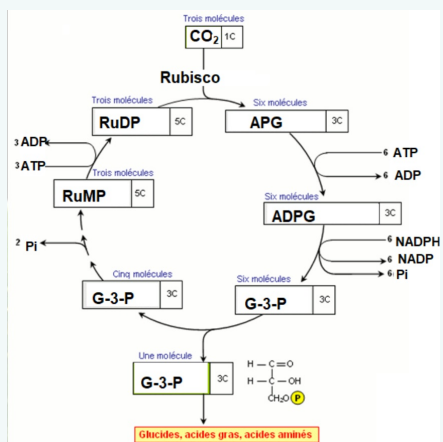 Trois molécules
CO₂ 1C
Rubisco
Trois molécules
RuDP 5C
Six molécules
APG 3C
3 ADP
3 ATP
6 ATP
6 ADP
Trois molécules
RuMP 5C
Six molécules
ADPG 3C
2 Pi
6 NADPH
6 NADP
6 Pi
Cinq molécules
G-3-P 3C
Six molécules
G-3-P 3C
Une molécule
G-3-P 3C
H — C = O
H — C — OH
CH₂O P
Glucides, acides gras, acides aminés